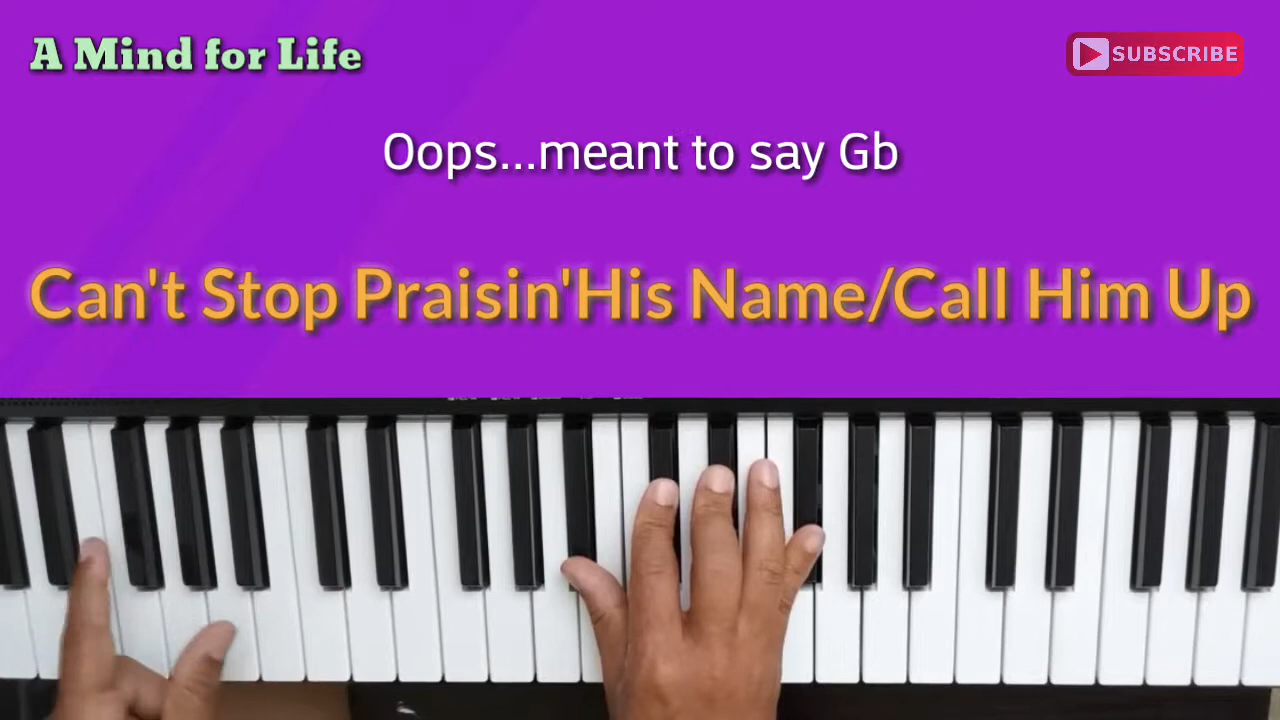 A Mind for Life
SUBSCRIBE
Oops...meant to say Gb
Can't Stop Praisin'His Name/Call Him Up